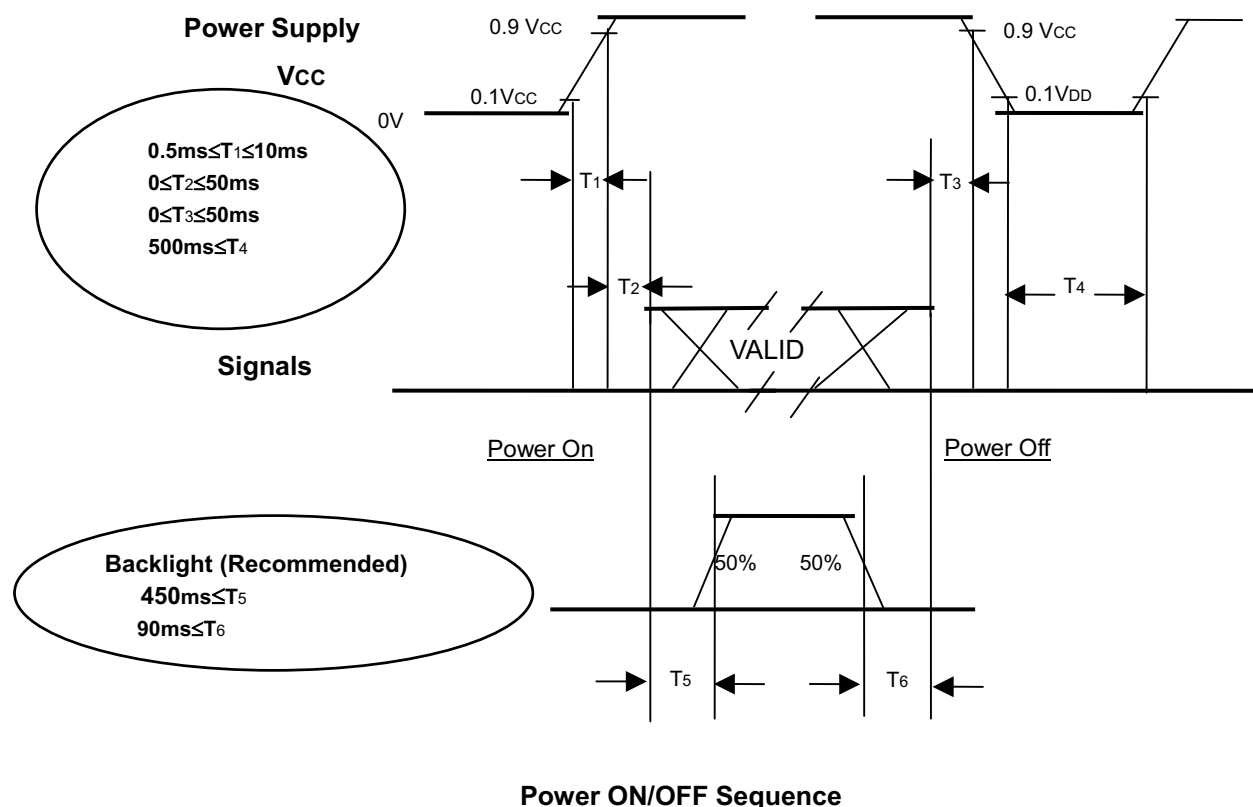 Power Supply
VCC
0.9 VCC
0.1VCC
0V
0.9 VCC
0.1VDD
0.5ms≤T1≤10ms
0≤T2≤50ms
0≤T3≤50ms
500ms≤T4
T1
T3
T2
T4
VALID
Signals
Power On
Power Off
Backlight (Recommended)
450ms≤T5
90ms≤T6
50%
50%
T5
T6
Power ON/OFF Sequence